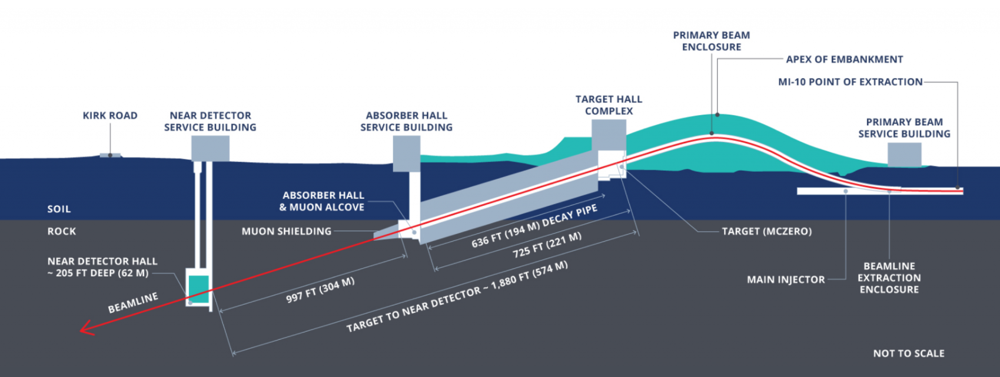 PRIMARY BEAM
ENCLOSURE
APEX OF EMBANKMENT
MI-10 POINT OF EXTRACTION
TARGET HALL
COMPLEX
KIRK ROAD
NEAR DETECTOR
SERVICE BUILDING
ABSORBER HALL
SERVICE BUILDING
PRIMARY BEAM
SERVICE BUILDING
ABSORBER HALL
& MUON ALCOVE
SOIL
ROCK
MUON SHIELDING
636 FT (194 M) DECAY PIPE
725 FT (221 M)
TARGET (MCZERO)
NEAR DETECTOR HALL
~ 205 FT DEEP (62 M)
997 FT (304 M)
TARGET TO NEAR DETECTOR ~ 1,880 FT (574 M)
BEAMLINE
MAIN INJECTOR
BEAMLINE
EXTRACTION
ENCLOSURE
NOT TO SCALE